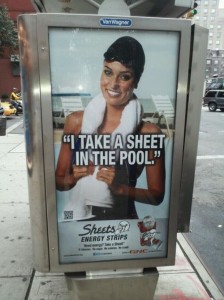 VanWagner
"I TAKE A SHEET
IN THE POOL."
Sheets
ENERGY STRIPS